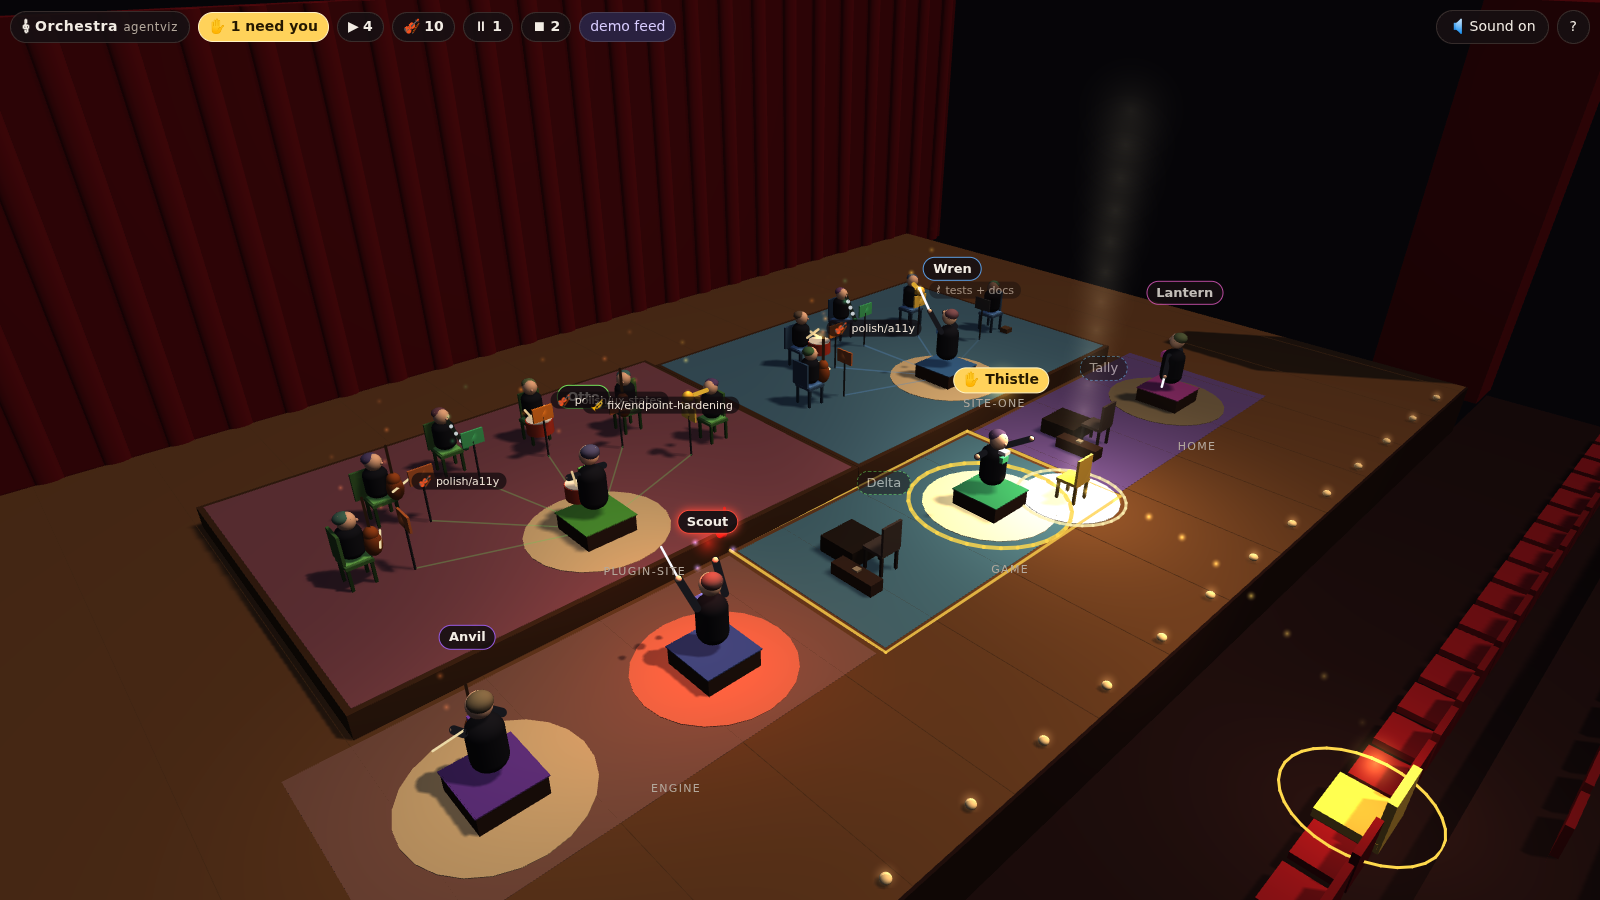 Orchestra agentviz
1 need you
4
10
1
2
demo feed
Sound on
?
Wren
tests + docs
Lantern
polish/a11y
Tally
Thistle
SITE-ONE
fix/endpoint-hardening
HOME
polish/a11y
Delta
Scout
PLUGIN-SITE
GAME
Anvil
ENGINE